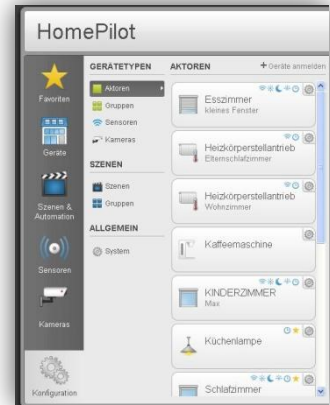 HomePilot
Favoriten
Geräte
Szenen &
Automation
Sensoren
Kameras
Konfiguration
GERÄTETYPEN
Aktoren
Gruppen
Sensoren
Kameras
SZENEN
Szenen
Gruppen
ALLGEMEIN
System
AKTOREN
+ Geräte anmelden
Esszimmer
kleines Fenster
Heizkörperstellantrieb
Elternschlafzimmer
Heizkörperstellantrieb
Wohnzimmer
Kaffeemaschine
KINDERZIMMER
Max
Küchenlampe
Schlafzimmer